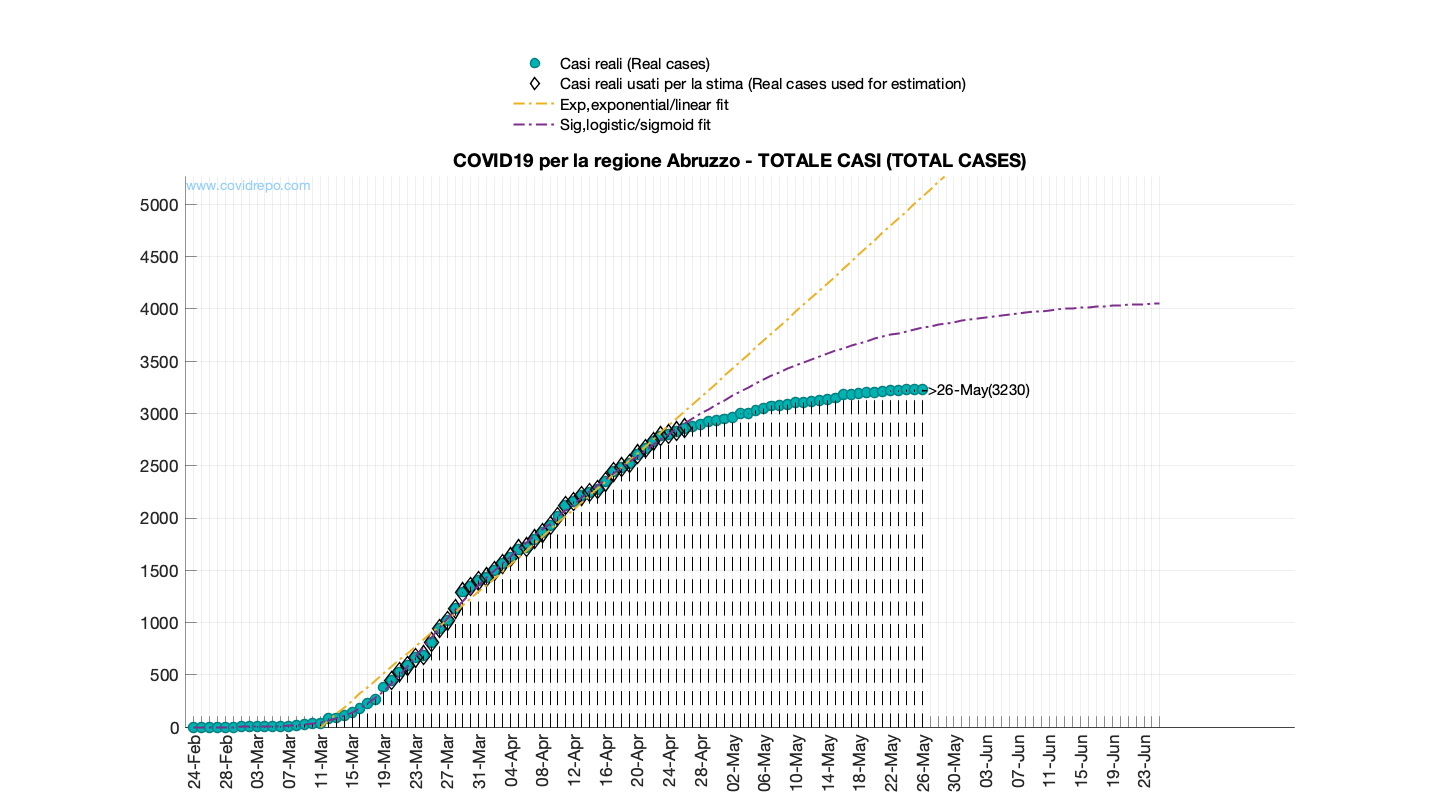 Casi reali (Real cases)
Casi reali usati per la stima (Real cases used for estimation)
Exp,exponential/linear fit
Sig,logistic/sigmoid fit
COVID19 per la regione Abruzzo - TOTALE CASI (TOTAL CASES)
www.covidrepo.com
5000
4500
4000
3500
3000
2500
2000
1500
1000
500
0
>26-May(3230)
24-Feb
28-Feb
03-Mar
07-Mar
11-Mar
15-Mar
19-Mar
23-Mar
27-Mar
31-Mar
04-Apr
08-Apr
12-Apr
16-Apr
20-Apr
24-Apr
28-Apr
02-May
06-May
10-May
14-May
18-May
22-May
26-May
30-May
03-Jun
07-Jun
11-Jun
15-Jun
19-Jun
23-Jun